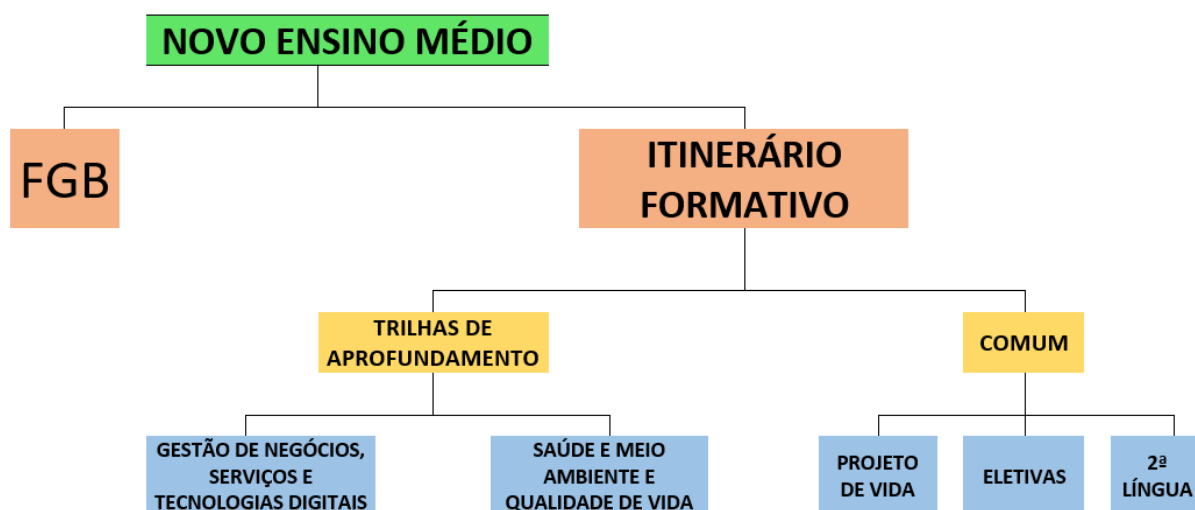 NOVO ENSINO MÉDIO
FGB
ITINERÁRIO
FORMATIVO
TRILHAS DE
APROFUNDAMENTO
COMUM
GESTÃO DE NEGÓCIOS,
SERVIÇOS E
TECNOLOGIAS DIGITAIS
SAÚDE E MEIO
AMBIENTE E
QUALIDADE DE VIDA
PROJETO
DE VIDA
ELETIVAS
2ª
LÍNGUA